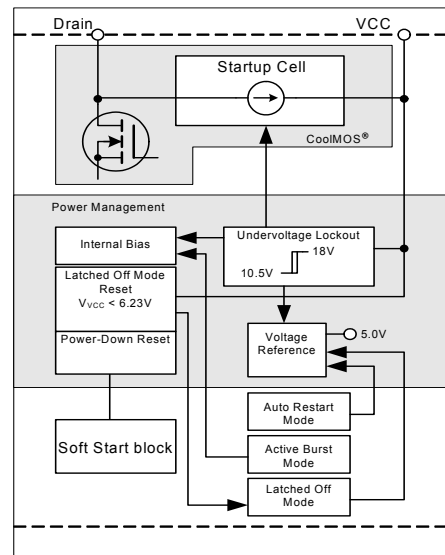 Drain
VCC
Startup Cell
CoolMOS®
Power Management
Internal Bias
Undervoltage Lockout
18V
10.5V
Latched Off Mode
Reset
VVCC < 6.23V
Power-Down Reset
Voltage
Reference
5.0V
Auto Restart
Mode
Soft Start block
Active Burst
Mode
Latched Off
Mode